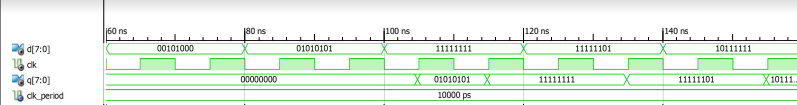 60 ns 80 ns 100 ns 120 ns 140 ns
d[7:0] 00101000 01010101 11111111 11111101 10111111
clk
q[7:0] 00000000 01010101 11111111 11111101 10111...
clk_period 10000 ps